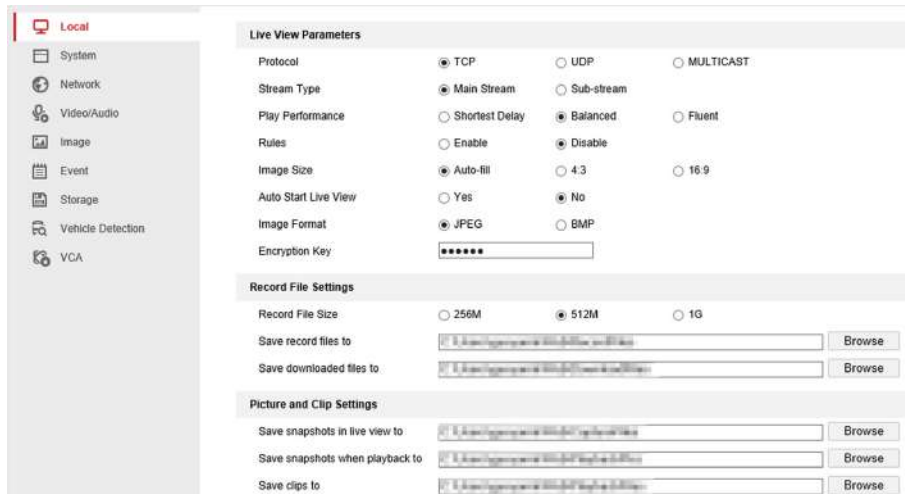 Local
System
Network
Video/Audio
Image
Event
Storage
Vehicle Detection
VCA
Live View Parameters
Protocol TCP UDP MULTICAST
Stream Type Main Stream Sub-stream
Play Performance Shortest Delay Balanced Fluent
Rules Enable Disable
Image Size Auto-fill 4:3 16:9
Auto Start Live View Yes No
Image Format JPEG BMP
Encryption Key ••••••
Record File Settings
Record File Size 256M 512M 1G
Save record files to Browse
Save downloaded files to Browse
Picture and Clip Settings
Save snapshots in live view to Browse
Save snapshots when playback to Browse
Save clips to Browse